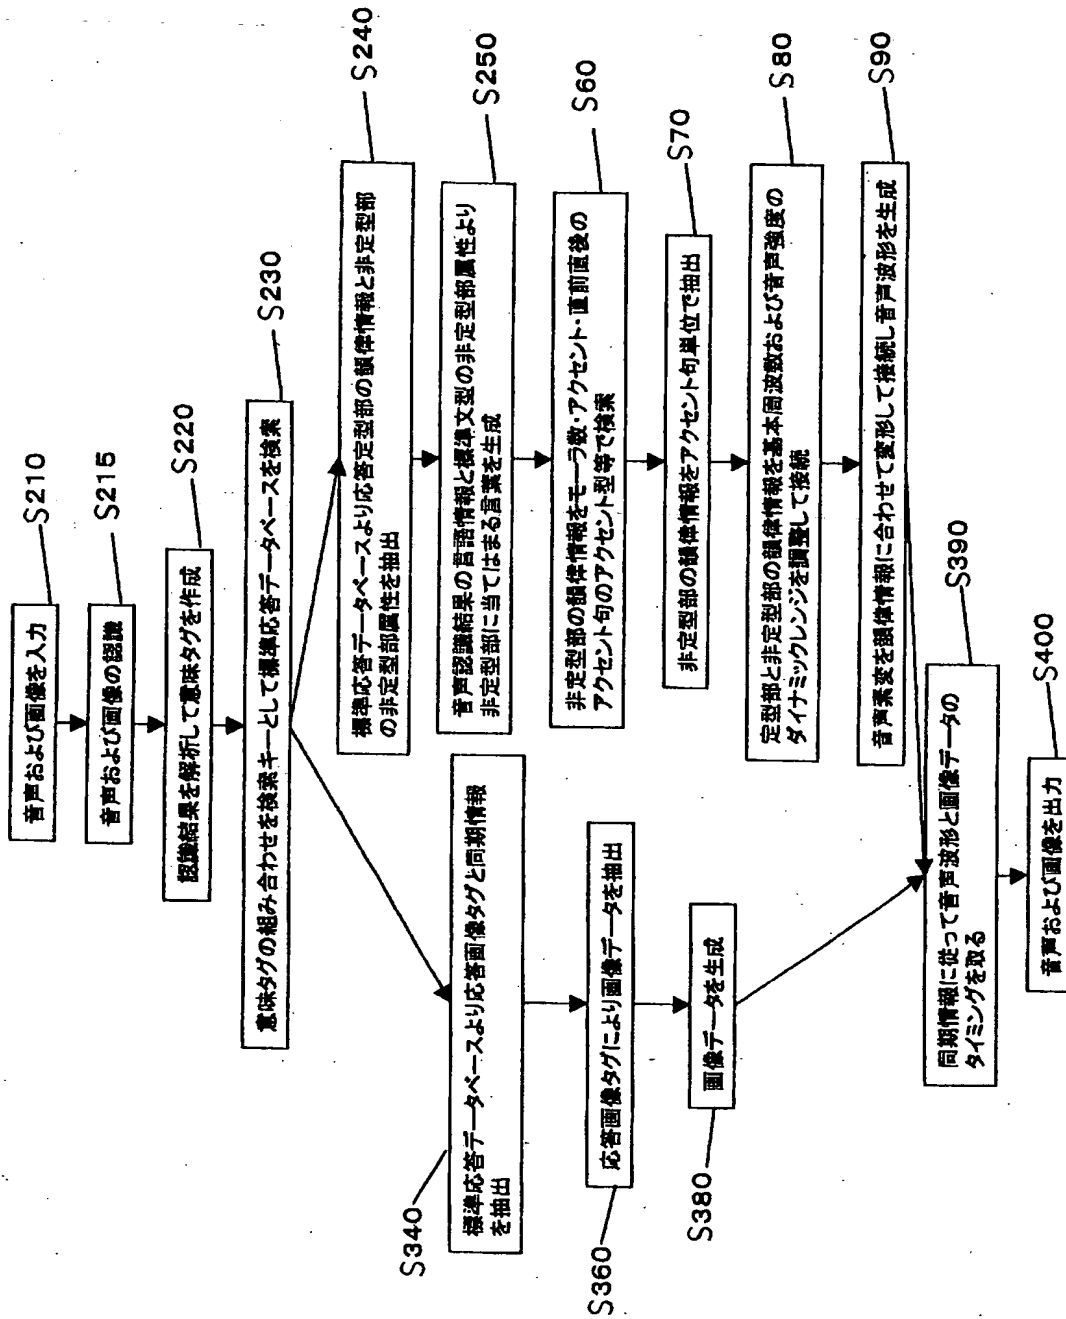 音声および画像を入力
S210
音声および画像の認識
S215
認識結果を解析して意味タグを作成
S220
意味タグの組み合わせを検索キーとして標準応答データベースを検索
S230
標準応答データベースより応答定型部の韻律情報と非定型部
の非定型部属性を抽出
S240
音声認識結果の言語情報と標準文型の非定型部属性より
非定型部に当てはまる言葉を生成
S250
非定型部の韻律情報をモーラ数・アクセント・直前直後の
アクセント句のアクセント型等で検索
S60
非定型部の韻律情報をアクセント句単位で抽出
S70
定型部と非定型部の韻律情報を基本周波数および音声強度の
ダイナミックレンジを調整して接続
S80
音声素変を韻律情報に合わせて変形して接続し音声波形を生成
S90
標準応答データベースより応答画像タグと同期情報
を抽出
S340
応答画像タグにより画像データを抽出
S360
画像データを生成
S380
同期情報に従って音声波形と画像データの
タイミングを取る
S390
音声および画像を出力
S400